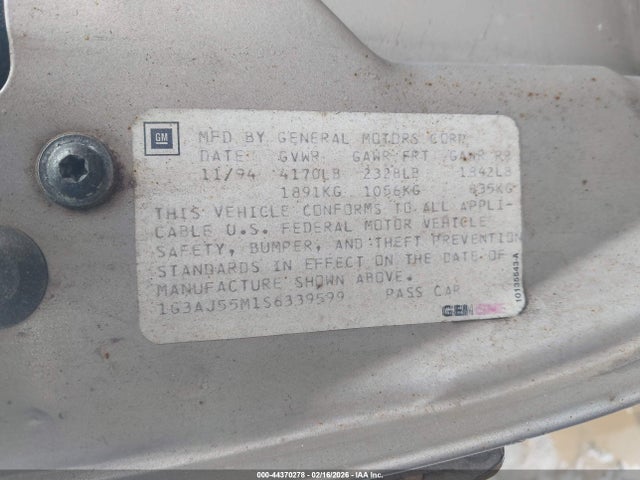 GM
MFD BY GENERAL MOTORS CORP
DATE GVWR GAWR FRT GAWR RR
11/94 4170LB 2328LB 1842LB
1891KG 1056KG 835KG
THIS VEHICLE CONFORMS TO ALL APPLI-
CABLE U.S. FEDERAL MOTOR VEHICLE
SAFETY, BUMPER, AND THEFT PREVENTION
STANDARDS IN EFFECT ON THE DATE OF
MANUFACTURE SHOWN ABOVE.
1G3AJ55M1S6339599 PASS CAR
10135643-A
000-44370278 - 02/16/2026 - IAA Inc.